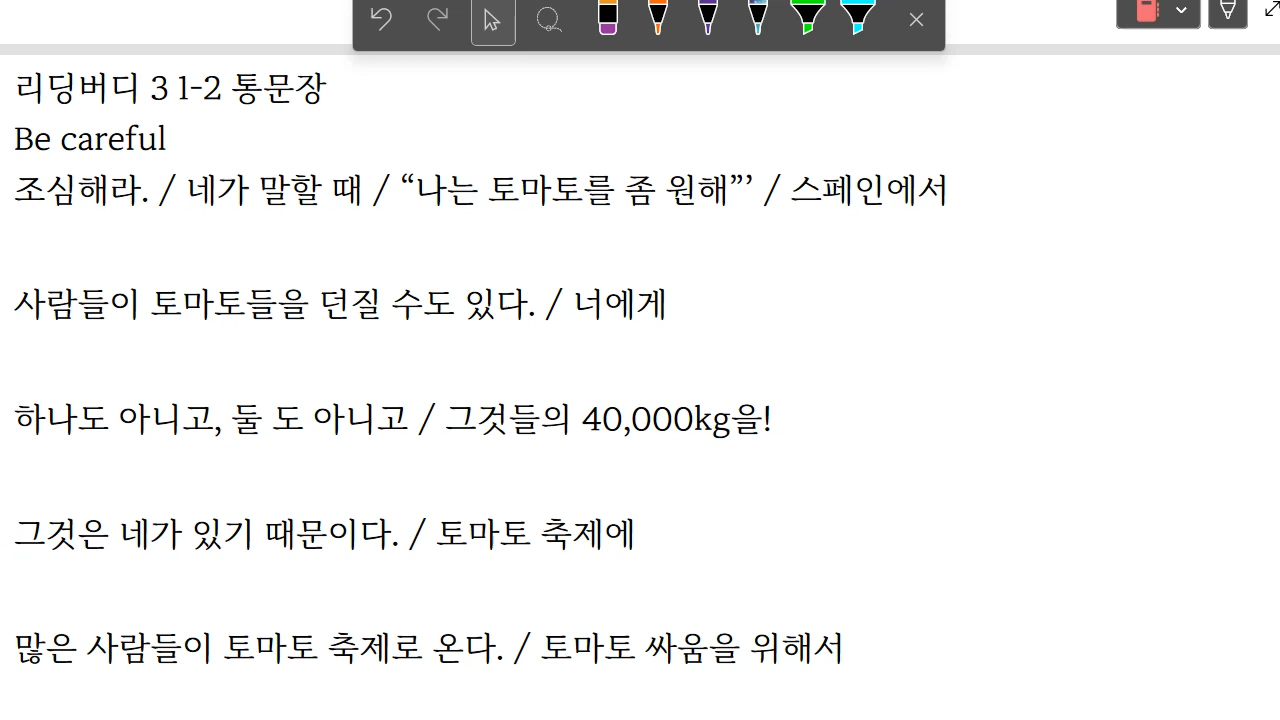 리딩버디 3 1-2 통문장
Be careful
조심해라. / 네가 말할 때 / “나는 토마토를 좀 원해”’ / 스페인에서
사람들이 토마토들을 던질 수도 있다. / 너에게
하나도 아니고, 둘 도 아니고 / 그것들의 40,000kg을!
그것은 네가 있기 때문이다. / 토마토 축제에
많은 사람들이 토마토 축제로 온다. / 토마토 싸움을 위해서